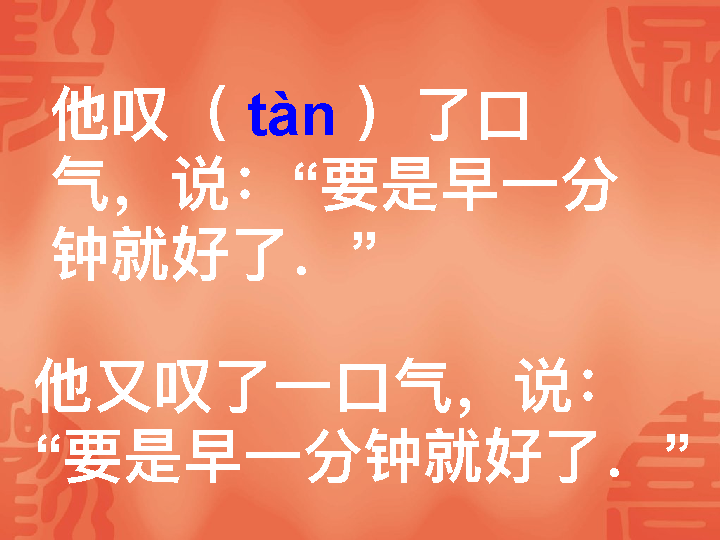 他叹（tàn）了口
气，说：“要是早一分
钟就好了．”
他又叹了一口气，说：
“要是早一分钟就好了．”